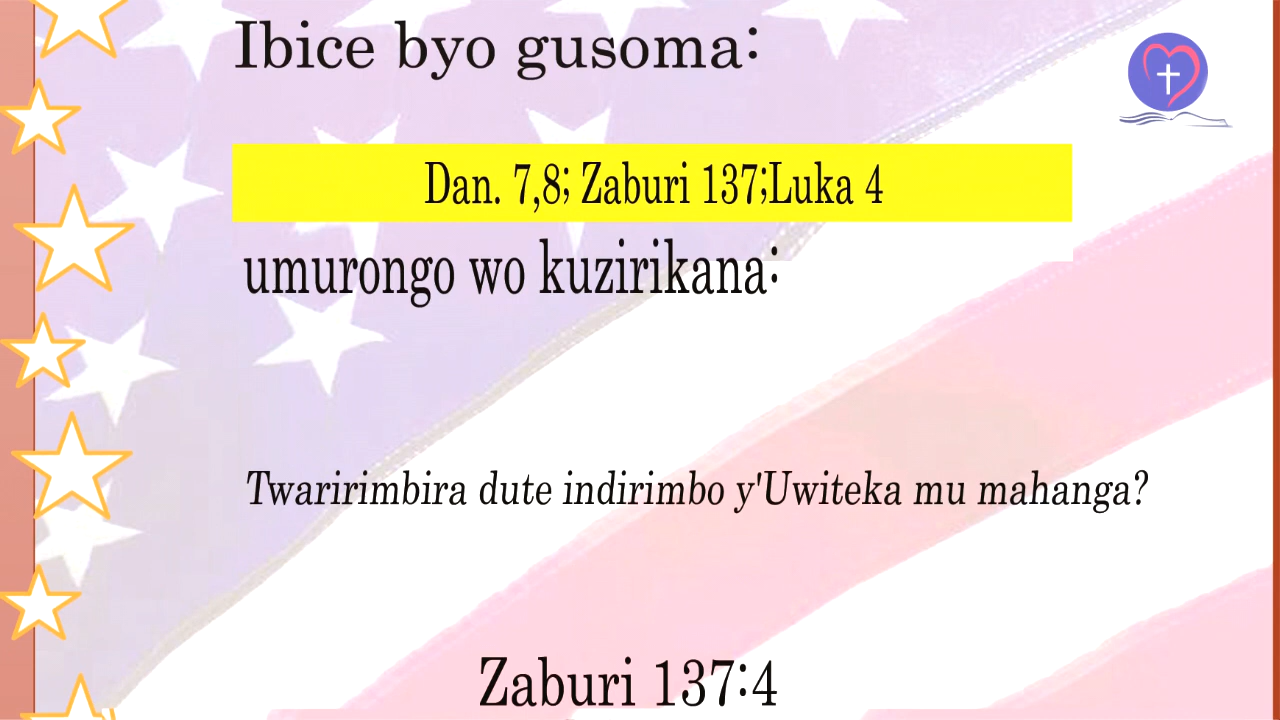 Ibice byo gusoma:
Dan. 7,8; Zaburi 137;Luka 4
umurongo wo kuzirikana:
Twaririmbira dute indirimbo y'Uwiteka mu mahanga?
Zaburi 137:4